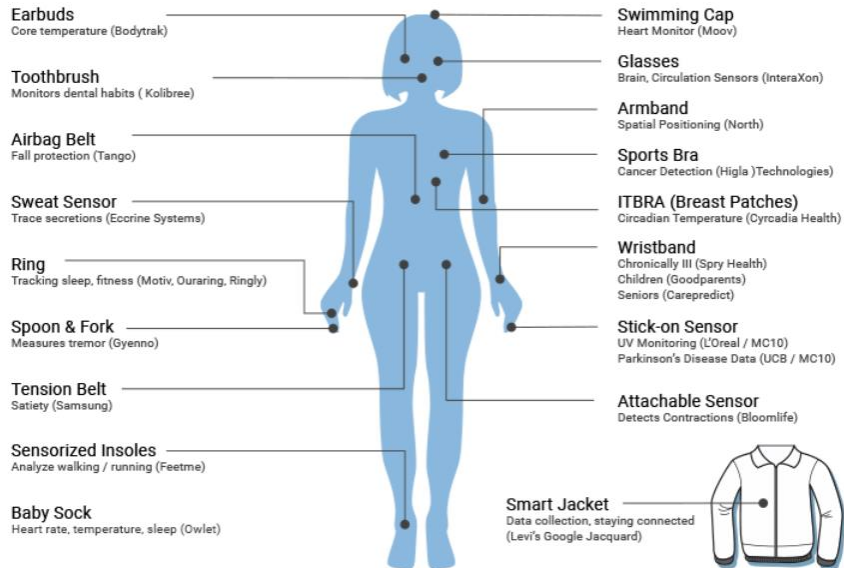 Earbuds
Core temperature (Bodytrak)
Toothbrush
Monitors dental habits ( Kolibree)
Airbag Belt
Fall protection (Tango)
Sweat Sensor
Trace secretions (Eccrine Systems)
Ring
Tracking sleep, fitness (Motiv, Ouraring, Ringly)
Spoon & Fork
Measures tremor (Gyenno)
Tension Belt
Satiety (Samsung)
Sensorized Insoles
Analyze walking / running (Feetme)
Baby Sock
Heart rate, temperature, sleep (Owlet)
Swimming Cap
Heart Monitor (Moov)
Glasses
Brain, Circulation Sensors (InteraXon)
Armband
Spatial Positioning (North)
Sports Bra
Cancer Detection (Higla )Technologies)
ITBRA (Breast Patches)
Circadian Temperature (Cyrcadia Health)
Wristband
Chronically Ill (Spry Health)
Children (Goodparents)
Seniors (Carepredict)
Stick-on Sensor
UV Monitoring (L'Oreal / MC10)
Parkinson's Disease Data (UCB / MC10)
Attachable Sensor
Detects Contractions (Bloomlife)
Smart Jacket
Data collection, staying connected
(Levi's Google Jacquard)